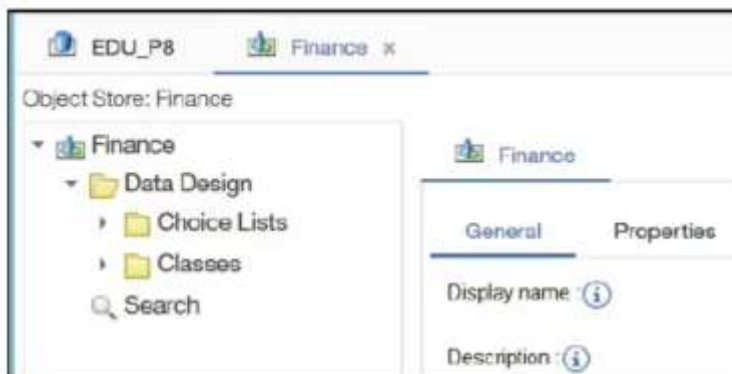 EDU_P8 Finance ×
Object Store: Finance
Finance
Data Design
Choice Lists
Classes
Search
Finance
General Properties
Display name :
Description :